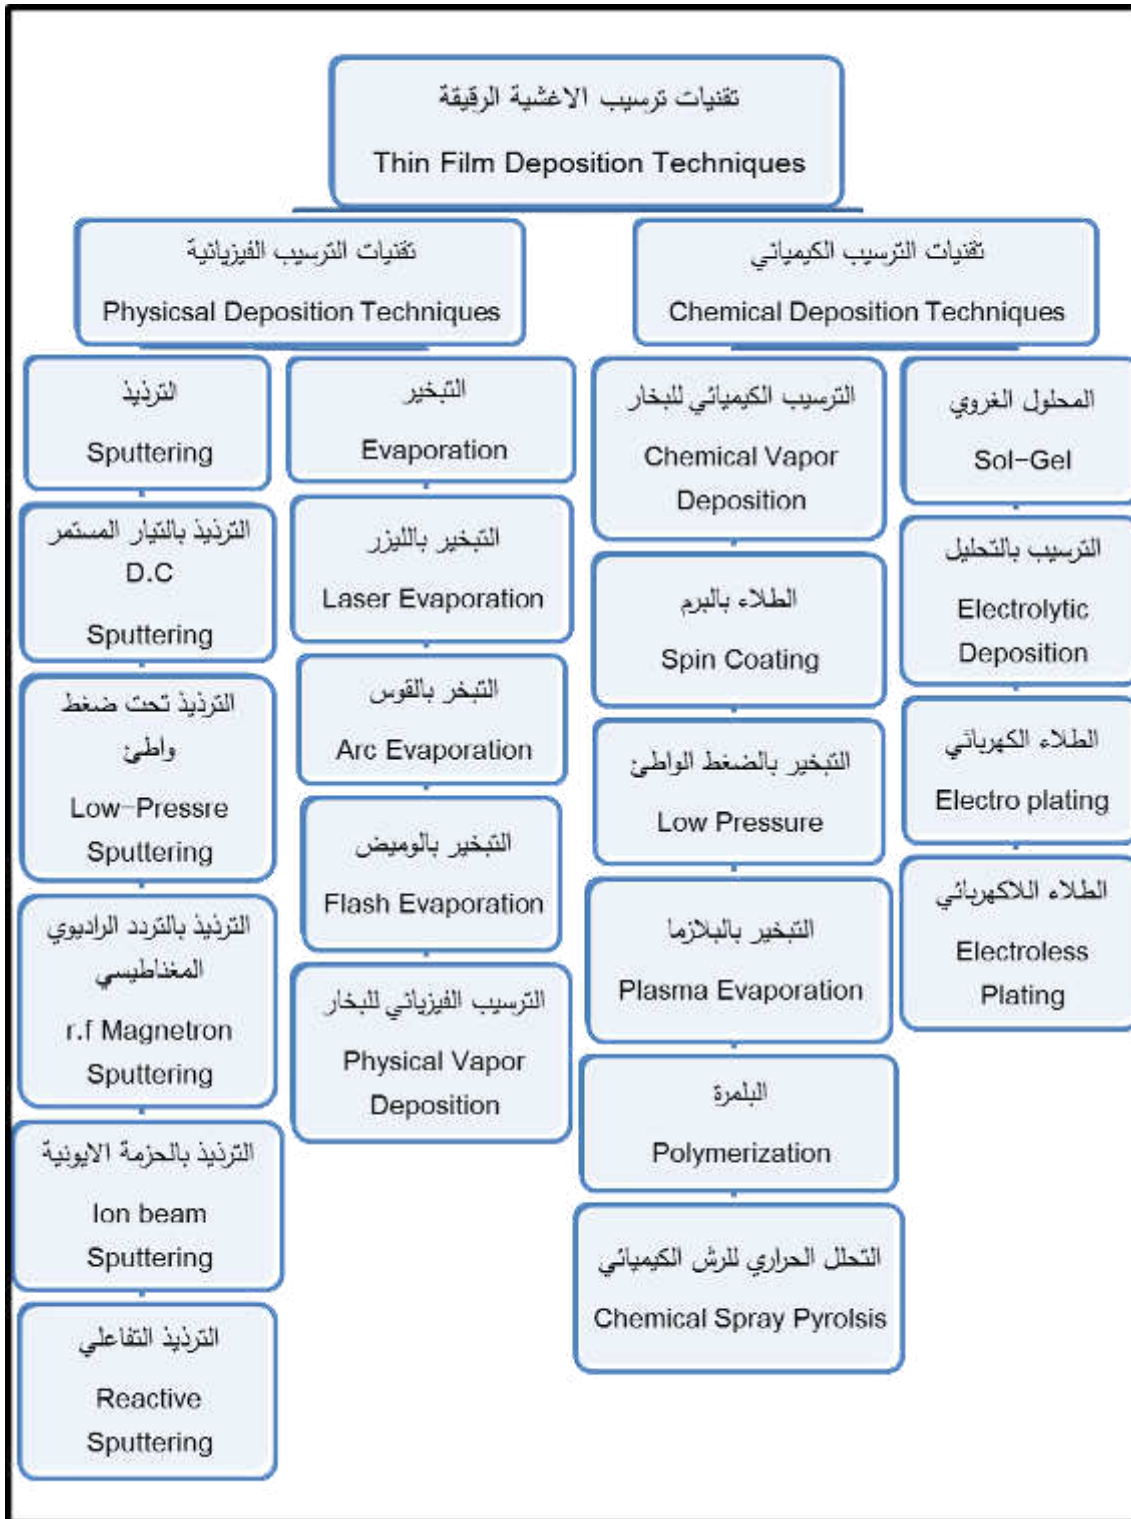 تقنيات ترسيب الاغشية الرقيقة
Thin Film Deposition Techniques
تقنيات الترسيب الفيزيائية
Physicsal Deposition Techniques
تقنيات الترسيب الكيميائي
Chemical Deposition Techniques
الترذيذ
Sputtering
الترذيذ بالتيار المستمر
D.C
Sputtering
الترذيذ تحت ضغط
واطئ
Low-Pressre
Sputtering
الترذيذ بالتردد الراديوي
المغناطيسي
r.f Magnetron
Sputtering
الترذيذ بالحزمة الايونية
Ion beam
Sputtering
الترذيذ التفاعلي
Reactive
Sputtering
التبخير
Evaporation
التبخير بالليزر
Laser Evaporation
التبخر بالقوس
Arc Evaporation
التبخير بالوميض
Flash Evaporation
الترسيب الفيزيائي للبخار
Physical Vapor
Deposition
الترسيب الكيميائي للبخار
Chemical Vapor
Deposition
الطلاء بالبرم
Spin Coating
التبخير بالضغط الواطئ
Low Pressure
التبخير بالبلازما
Plasma Evaporation
البلمرة
Polymerization
التحلل الحراري للرش الكيميائي
Chemical Spray Pyrolsis
المحلول الغروي
Sol-Gel
الترسيب بالتحليل
Electrolytic
Deposition
الطلاء الكهربائي
Electro plating
الطلاء اللاكهربائي
Electroless
Plating